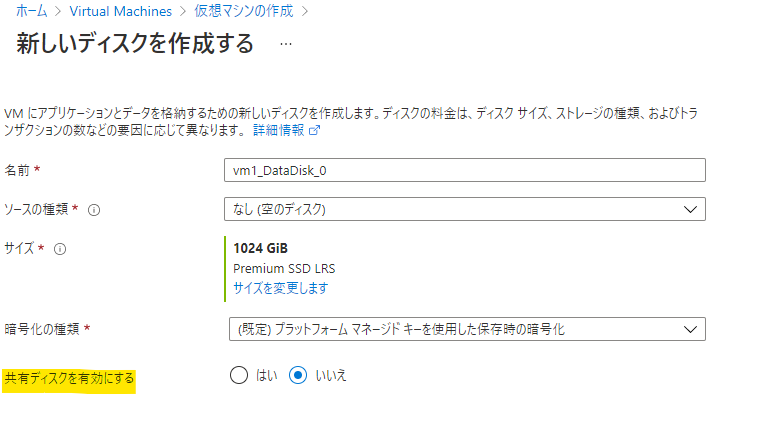 ホーム > Virtual Machines > 仮想マシンの作成 >
新しいディスクを作成する ...
VM にアプリケーションとデータを格納するための新しいディスクを作成します。ディスクの料金は、ディスク サイズ、ストレージの種類、およびトラ
ンザクションの数などの要因に応じて異なります。 詳細情報
名前 * vm1_DataDisk_0
ソースの種類 * なし (空のディスク)
サイズ * 1024 GiB
Premium SSD LRS
サイズを変更します
暗号化の種類 * (既定) プラットフォーム マネージド キーを使用した保存時の暗号化
共有ディスクを有効にする はい いいえ